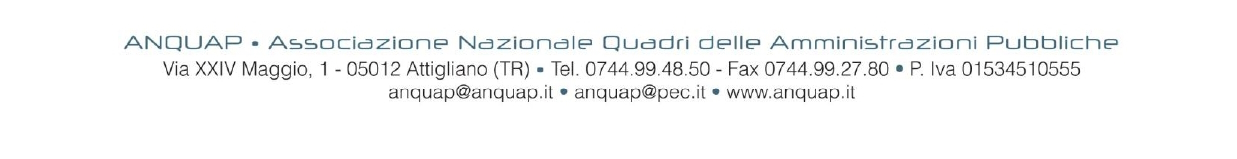 ANQUAP • Associazione Nazionale Quadri delle Amministrazioni Pubbliche
Via XXIV Maggio, 1 - 05012 Attigliano (TR) • Tel. 0744.99.48.50 - Fax 0744.99.27.80 • P. Iva 01534510555
anquap@anquap.it • anquap@pec.it • www.anquap.it